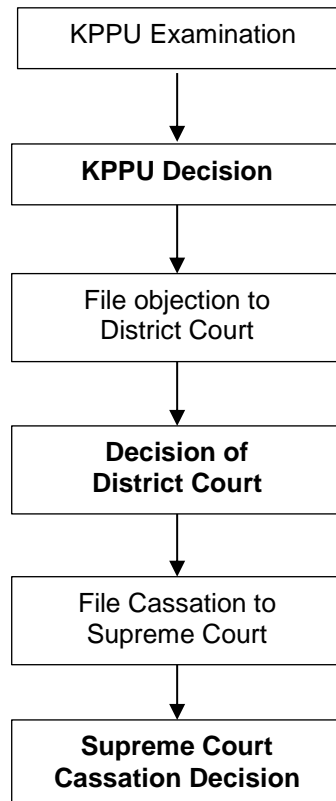 KPPU Examination
KPPU Decision
File objection to
District Court
Decision of
District Court
File Cassation to
Supreme Court
Supreme Court
Cassation Decision